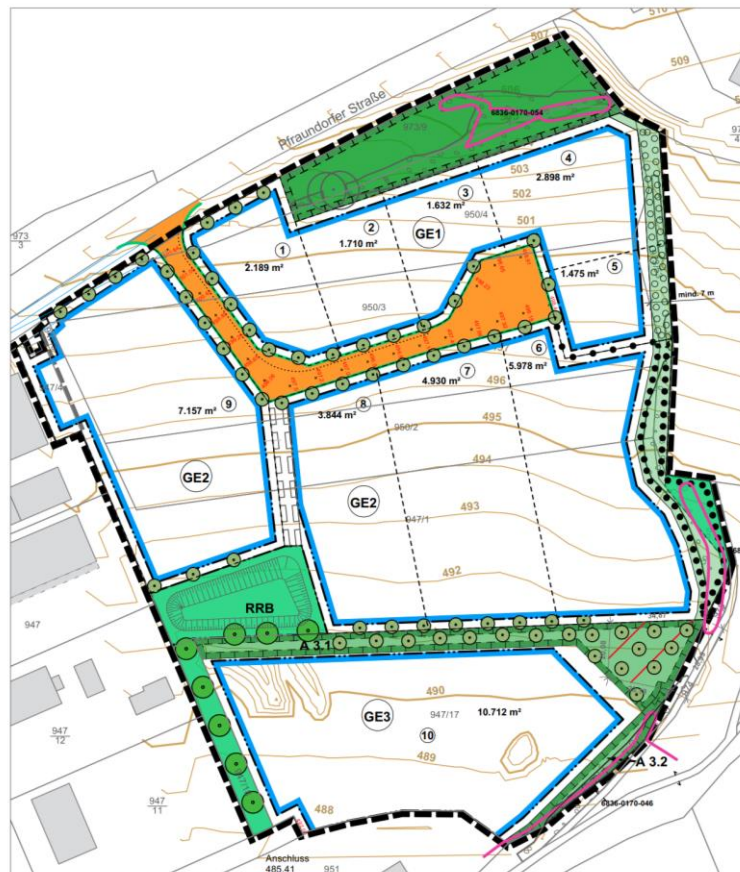 510
507
509
Pfraundorfer Straße
6836-0170-054
973/9
973
3
503
502
501
④
2.898 m²
③
1.632 m²
950/4
②
1.710 m²
GE1
①
2.189 m²
1.475 m²
⑤
mind. 7 m
950/3
⑥
5.978 m²
⑦
4.930 m²
496
⑨
7.157 m²
⑧
3.844 m²
495
950/2
494
GE2
GE2
493
947/1
492
RRB
947
34,87
A 3.1
490
GE3
947/17
10.712 m²
⑩
489
947
12
A 3.2
947
11
488
6836-0170-046
Anschluss
485.41
951